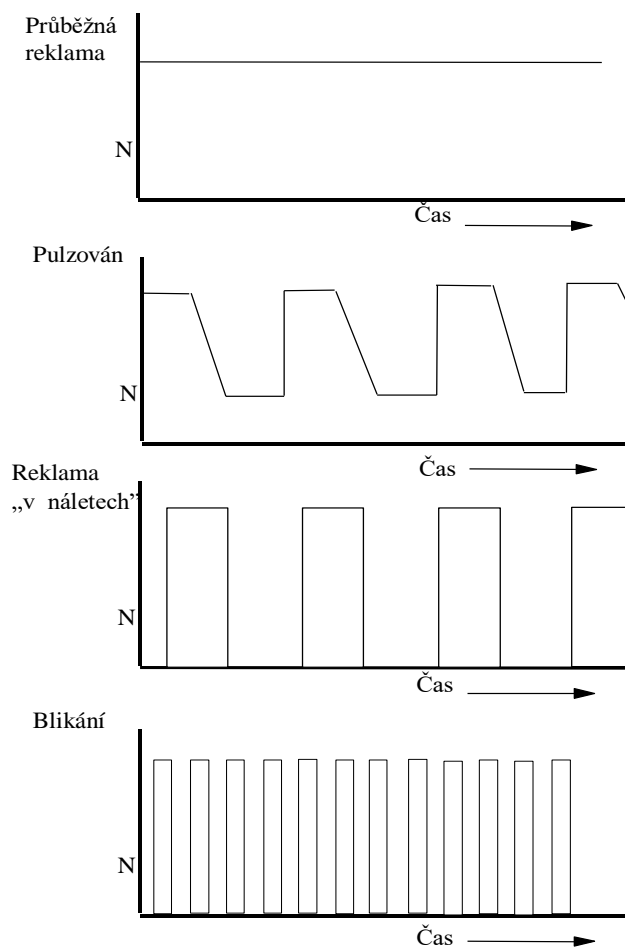 Průběžná
reklama
N
Čas
Pulzován
N
Čas
Reklama
„v náletech”
N
Čas
Blikání
N
Čas